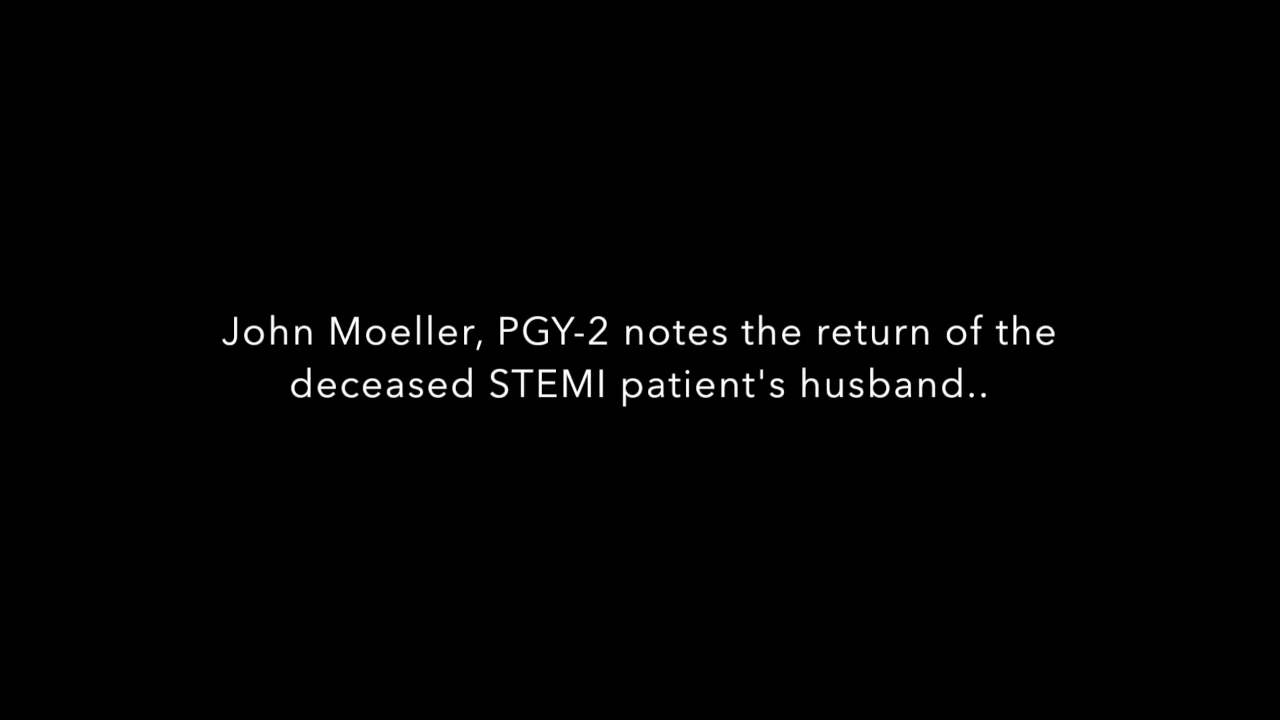 John Moeller, PGY-2 notes the return of the
deceased STEMI patient's husband..